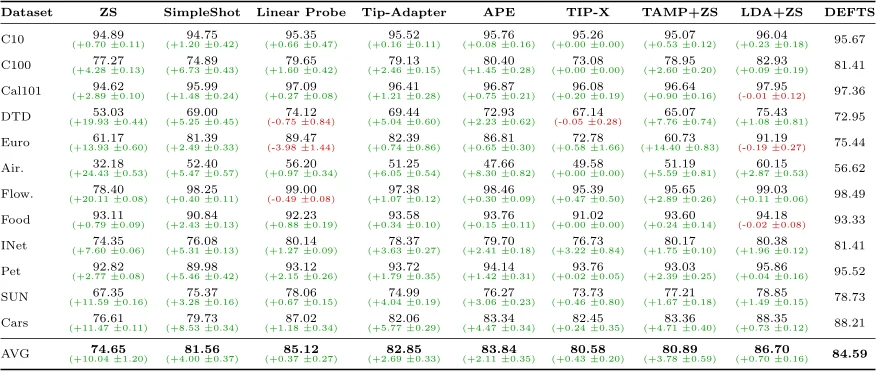 Dataset ZS SimpleShot Linear Probe Tip-Adapter APE TIP-X TAMP+ZS LDA+ZS DEFTS
C10 94.89 94.75 95.35 95.52 95.76 95.26 95.07 96.04 95.67
(+0.70 ±0.11) (+1.20 ±0.42) (+0.66 ±0.47) (+0.16 ±0.11) (+0.08 ±0.16) (+0.00 ±0.00) (+0.53 ±0.12) (+0.23 ±0.18)
C100 77.27 74.89 79.65 79.13 80.40 73.08 78.95 82.93 81.41
(+4.28 ±0.13) (+6.73 ±0.43) (+1.60 ±0.42) (+2.46 ±0.15) (+1.45 ±0.28) (+0.00 ±0.00) (+2.60 ±0.20) (+0.09 ±0.19)
Cal101 94.62 95.99 97.09 96.41 96.87 96.08 96.64 97.95 97.36
(+2.89 ±0.10) (+1.48 ±0.24) (+0.27 ±0.08) (+1.21 ±0.28) (+0.75 ±0.21) (+0.20 ±0.19) (+0.90 ±0.16) (-0.01 ±0.12)
DTD 53.03 69.00 74.12 69.44 72.93 67.14 65.07 75.43 72.95
(+19.93 ±0.44) (+5.25 ±0.45) (-0.75 ±0.84) (+5.04 ±0.60) (+2.23 ±0.62) (-0.05 ±0.28) (+7.76 ±0.74) (+1.08 ±0.81)
Euro 61.17 81.39 89.47 82.39 86.81 72.78 60.73 91.19 75.44
(+13.93 ±0.60) (+2.49 ±0.33) (-3.98 ±1.44) (+0.74 ±0.86) (+0.65 ±0.30) (+0.58 ±1.66) (+14.40 ±0.83) (-0.19 ±0.27)
Air. 32.18 52.40 56.20 51.25 47.66 49.58 51.19 60.15 56.62
(+24.43 ±0.53) (+5.47 ±0.57) (+0.97 ±0.34) (+6.05 ±0.54) (+8.30 ±0.82) (+0.00 ±0.00) (+5.59 ±0.81) (+2.87 ±0.53)
Flow. 78.40 98.25 99.00 97.38 98.46 95.39 95.65 99.03 98.49
(+20.11 ±0.08) (+0.40 ±0.11) (-0.49 ±0.08) (+1.07 ±0.12) (+0.30 ±0.09) (+0.47 ±0.50) (+2.89 ±0.26) (+0.11 ±0.06)
Food 93.11 90.84 92.23 93.58 93.76 91.02 93.60 94.18 93.33
(+0.79 ±0.09) (+2.43 ±0.13) (+0.88 ±0.19) (+0.34 ±0.10) (+0.15 ±0.11) (+0.00 ±0.00) (+0.24 ±0.14) (-0.02 ±0.08)
INet 74.35 76.08 80.14 78.37 79.70 76.73 80.17 80.38 81.41
(+7.60 ±0.06) (+5.31 ±0.13) (+1.27 ±0.09) (+3.63 ±0.27) (+2.41 ±0.18) (+3.22 ±0.84) (+1.75 ±0.10) (+1.96 ±0.12)
Pet 92.82 89.98 93.12 93.72 94.14 93.76 93.03 95.86 95.52
(+2.77 ±0.08) (+5.46 ±0.42) (+2.15 ±0.26) (+1.79 ±0.35) (+1.42 ±0.31) (+0.02 ±0.05) (+2.39 ±0.25) (+0.04 ±0.16)
SUN 67.35 75.37 78.06 74.99 76.27 73.73 77.21 78.85 78.73
(+11.59 ±0.16) (+3.28 ±0.16) (+0.67 ±0.15) (+4.04 ±0.19) (+3.06 ±0.23) (+0.46 ±0.80) (+1.67 ±0.18) (+1.49 ±0.15)
Cars 76.61 79.73 87.02 82.06 83.34 82.45 83.36 88.35 88.21
(+11.47 ±0.11) (+8.53 ±0.34) (+1.18 ±0.34) (+5.77 ±0.29) (+4.47 ±0.34) (+0.24 ±0.35) (+4.71 ±0.40) (+0.73 ±0.12)
AVG 74.65 81.56 85.12 82.85 83.84 80.58 80.89 86.70 84.59
(+10.04 ±1.20) (+4.00 ±0.37) (+0.37 ±0.27) (+2.69 ±0.33) (+2.11 ±0.35) (+0.43 ±0.20) (+3.78 ±0.59) (+0.70 ±0.16)